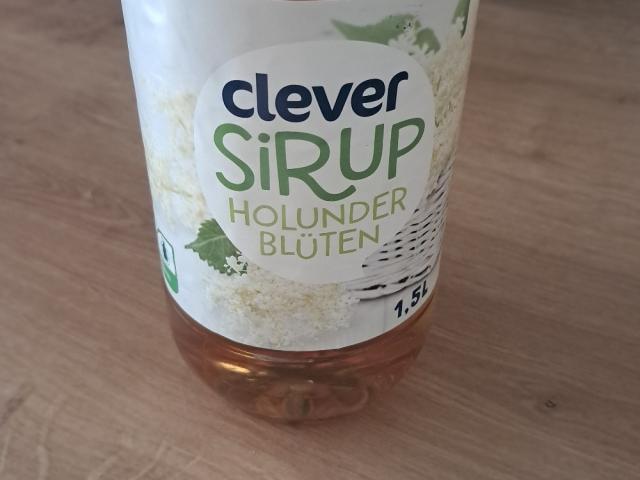 clever
SiRUP
HOLUNDER
BLÜTEN
1,5L